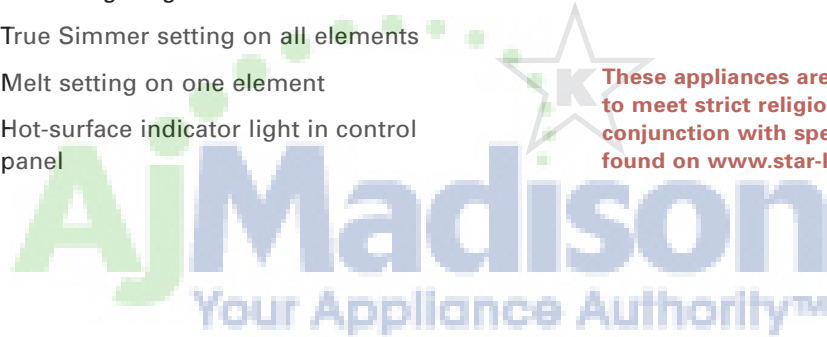 True Simmer setting on all elements
Melt setting on one element
Hot-surface indicator light in control
panel
K
These appliances are
to meet strict religio
conjunction with spe
found on www.star-
AjMadison
Your Appliance Authority™